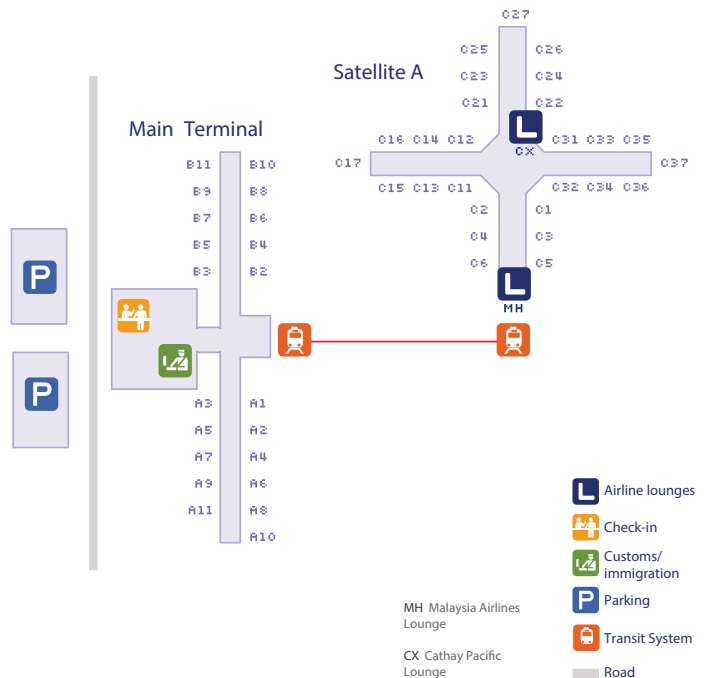 C27
C25 C26
Satellite A
C23 C24
C21 C22
L
CX
Main Terminal
C16 C14 C12 C31 C33 C35
C17 C37
C15 C13 C11 C32 C34 C36
B11 B10
B9 B8
B7 B6
B5 B4
B3 B2
C2 C1
C4 C3
C6 C5
L
MH
P
P
A3 A1
A5 A2
A7 A4
A9 A6
A11 A8
A10
L Airline lounges
Check-in
Customs/
immigration
P Parking
Transit System
Road
MH Malaysia Airlines
Lounge
CX Cathay Pacific
Lounge